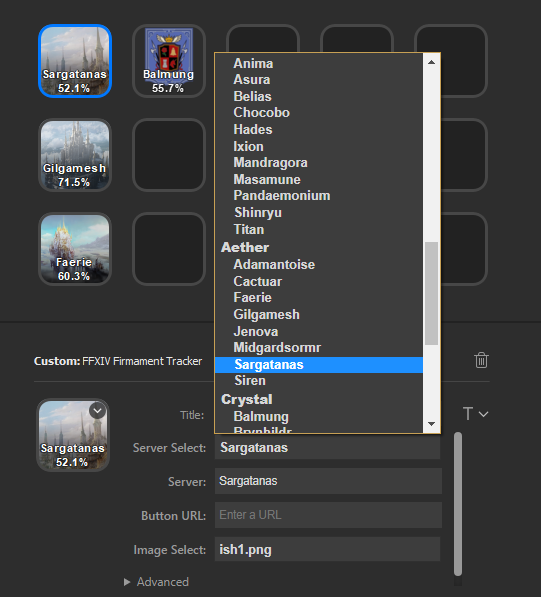 Sargatanas
52.1%
Balmung
55.7%
Gilgamesh
71.5%
Faerie
60.3%
Anima
Asura
Belias
Chocobo
Hades
Ixion
Mandragora
Masamune
Pandaemonium
Shinryu
Titan
Aether
Adamantoise
Cactuar
Faerie
Gilgamesh
Jenova
Midgardsormr
Sargatanas
Siren
Crystal
Balmung
Brynhildr
Custom: FFXIV Firmament Tracker
Sargatanas
52.1%
Title:
T
Server Select: Sargatanas
Server: Sargatanas
Button URL: Enter a URL
Image Select: ish1.png
Advanced